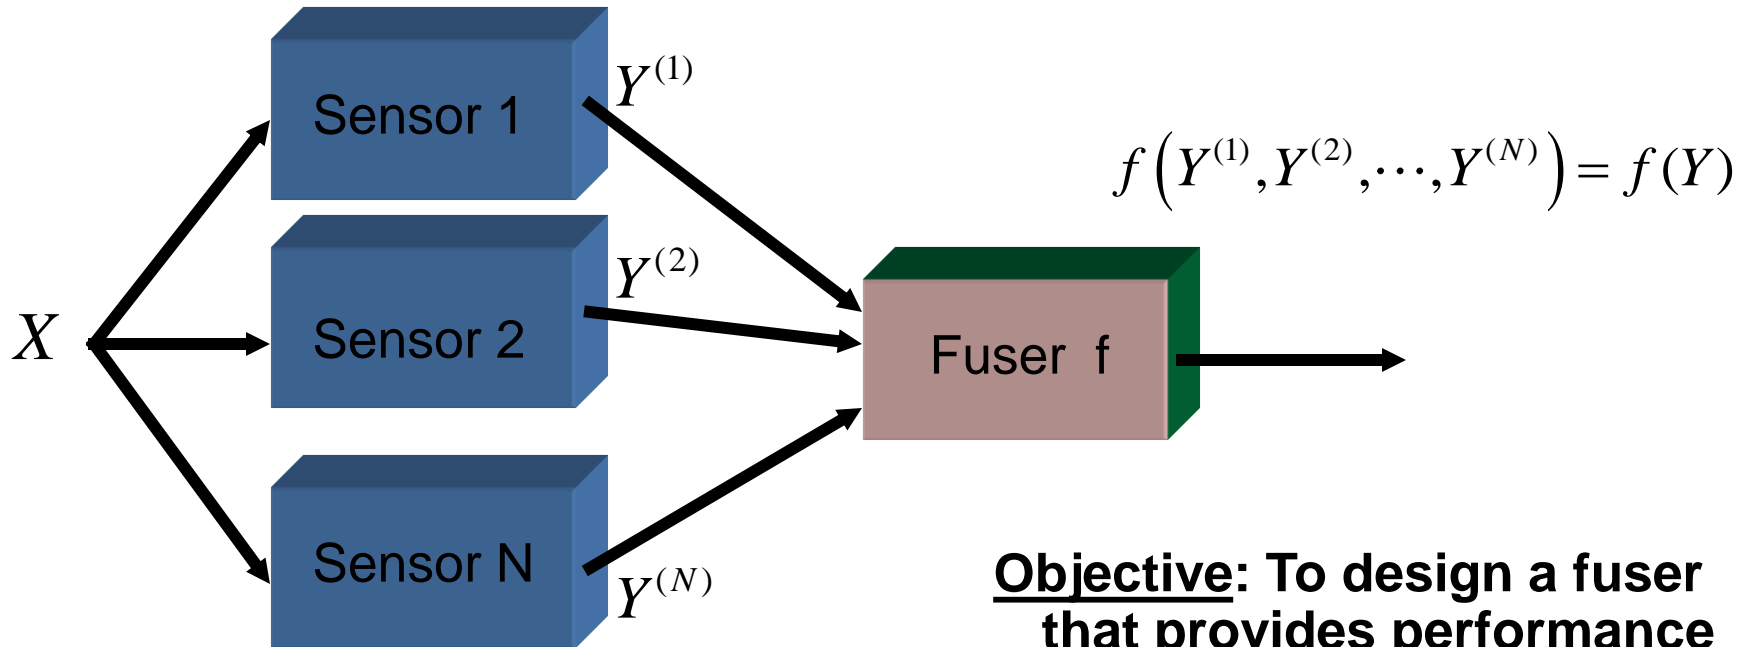 Sensor 1
Y^{(1)}
f(Y^{(1)},Y^{(2)},⋯,Y^{(N)}) = f(Y)
Sensor 2
Y^{(2)}
X
Fuser f
Sensor N
Y^{(N)}
Objective: To design a fuser
that provides performance